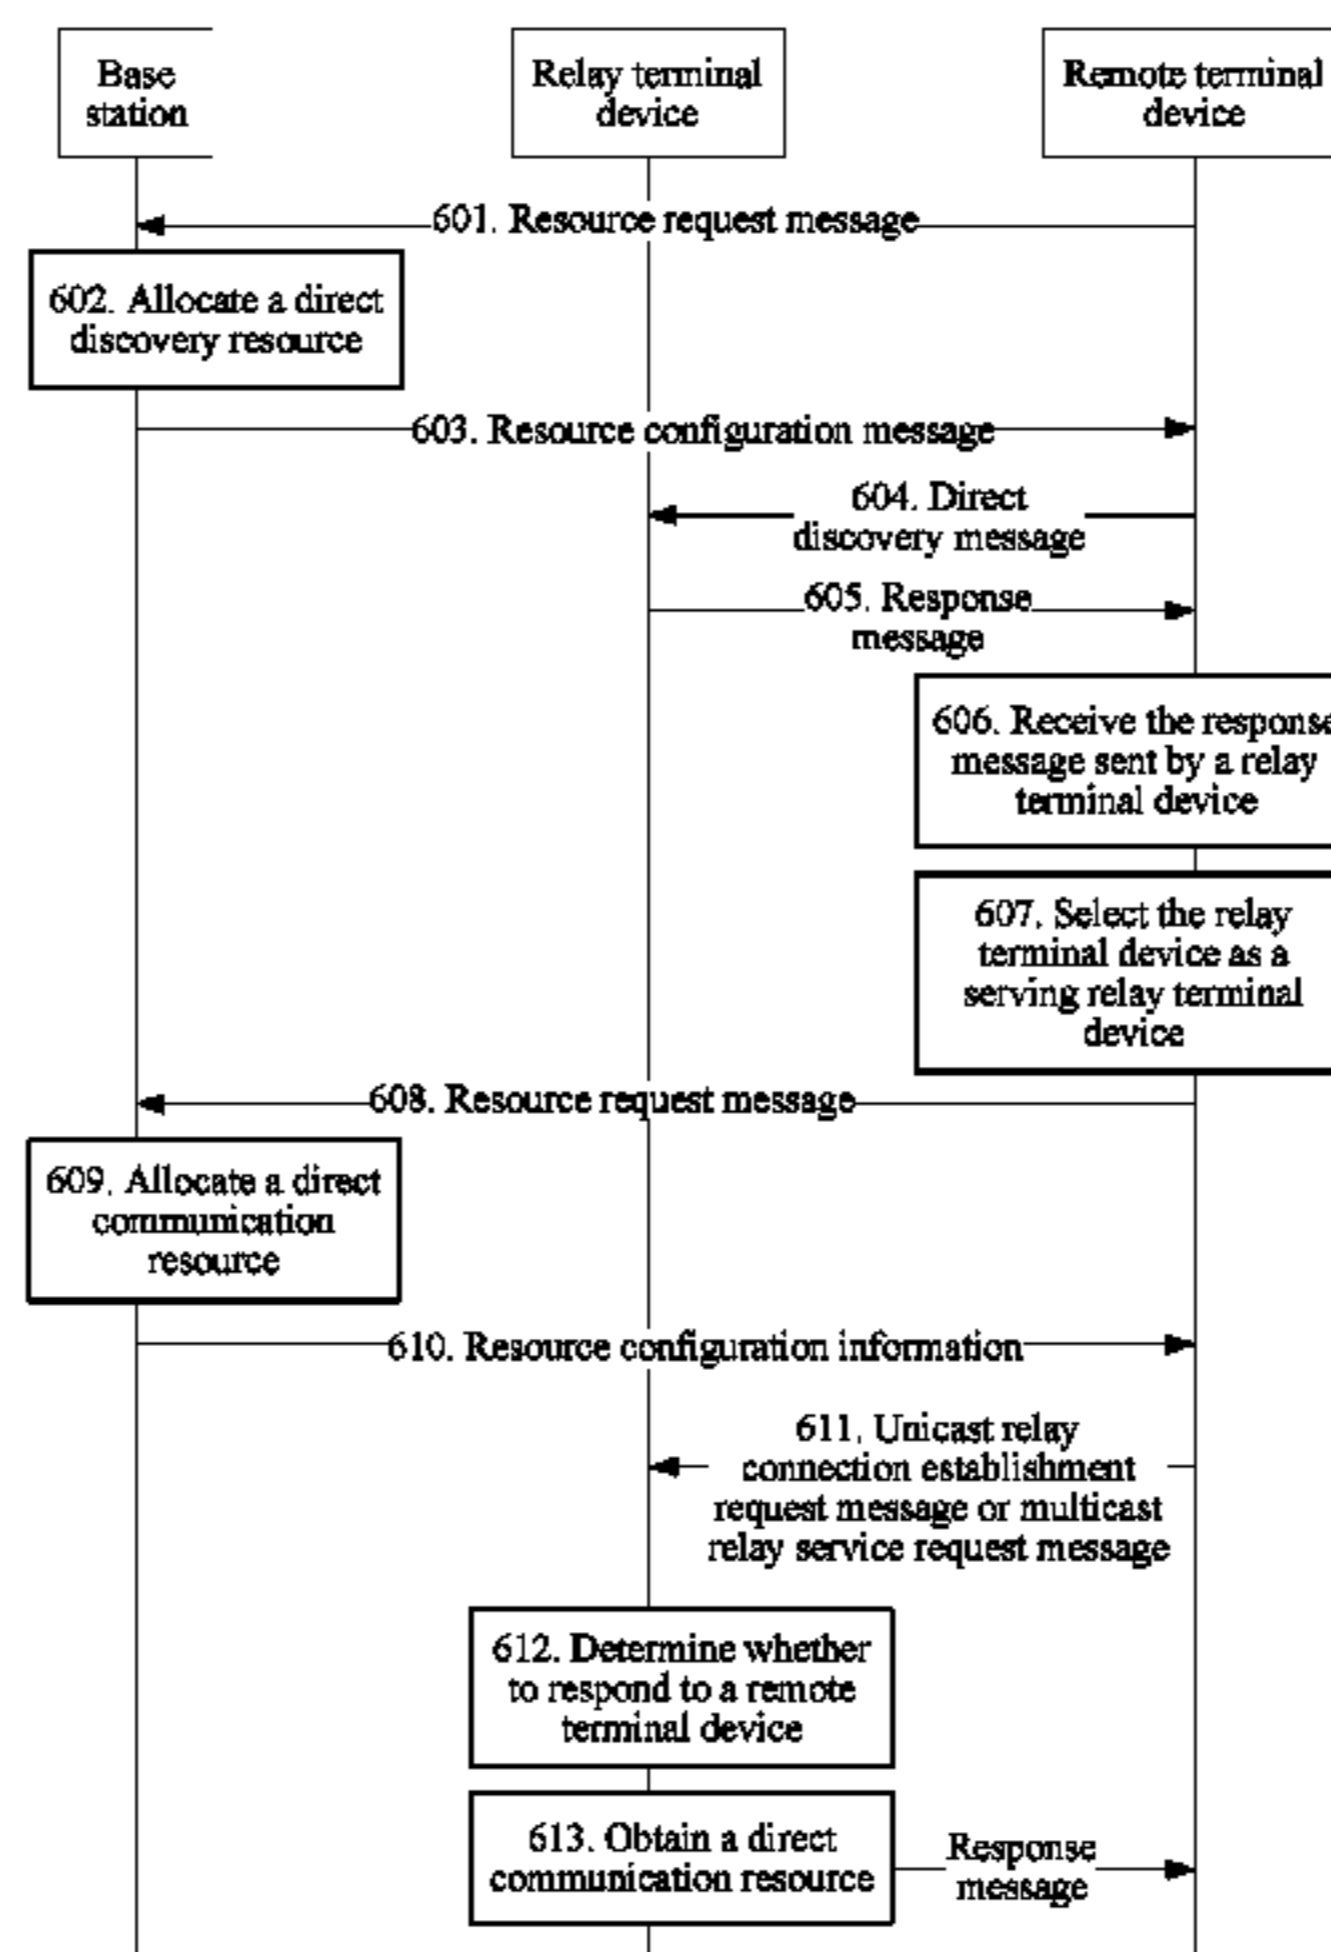 Base
station
Relay terminal
device
Remote terminal
device
601. Resource request message
602. Allocate a direct
discovery resource
603. Resource configuration message
604. Direct
discovery message
605. Response
message
606. Receive the response
message sent by a relay
terminal device
607. Select the relay
terminal device as a
serving relay terminal
device
608. Resource request message
609. Allocate a direct
communication
resource
610. Resource configuration information
611. Unicast relay
connection establishment
request message or multicast
relay service request message
612. Determine whether
to respond to a remote
terminal device
613. Obtain a direct
communication resource
Response
message